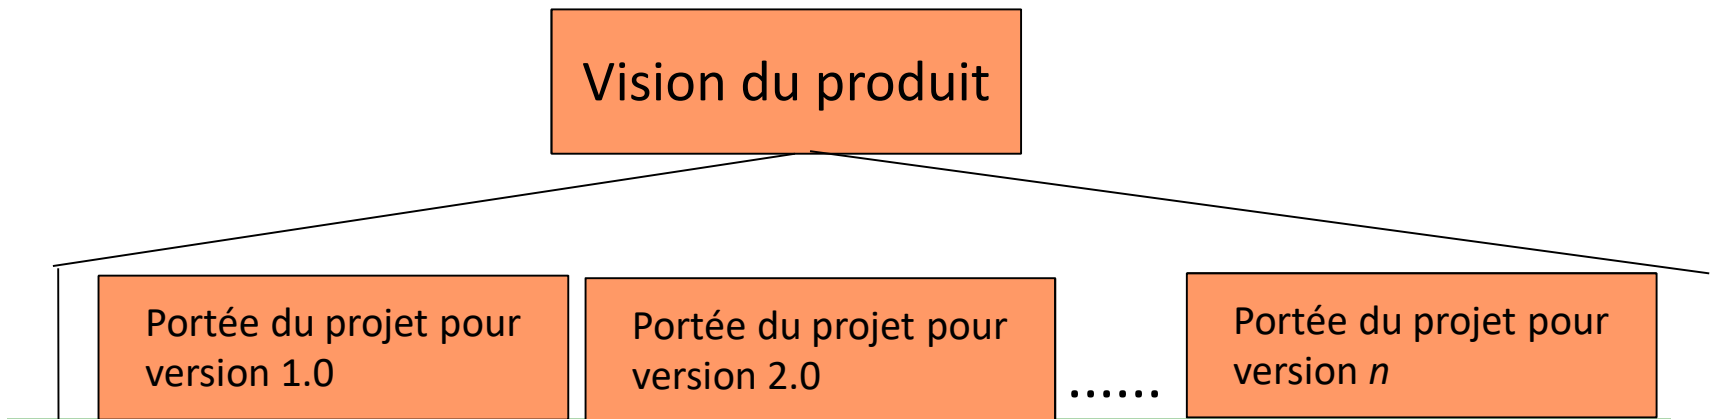 Vision du produit
Portée du projet pour
version 1.0
Portée du projet pour
version 2.0
......
Portée du projet pour
version n